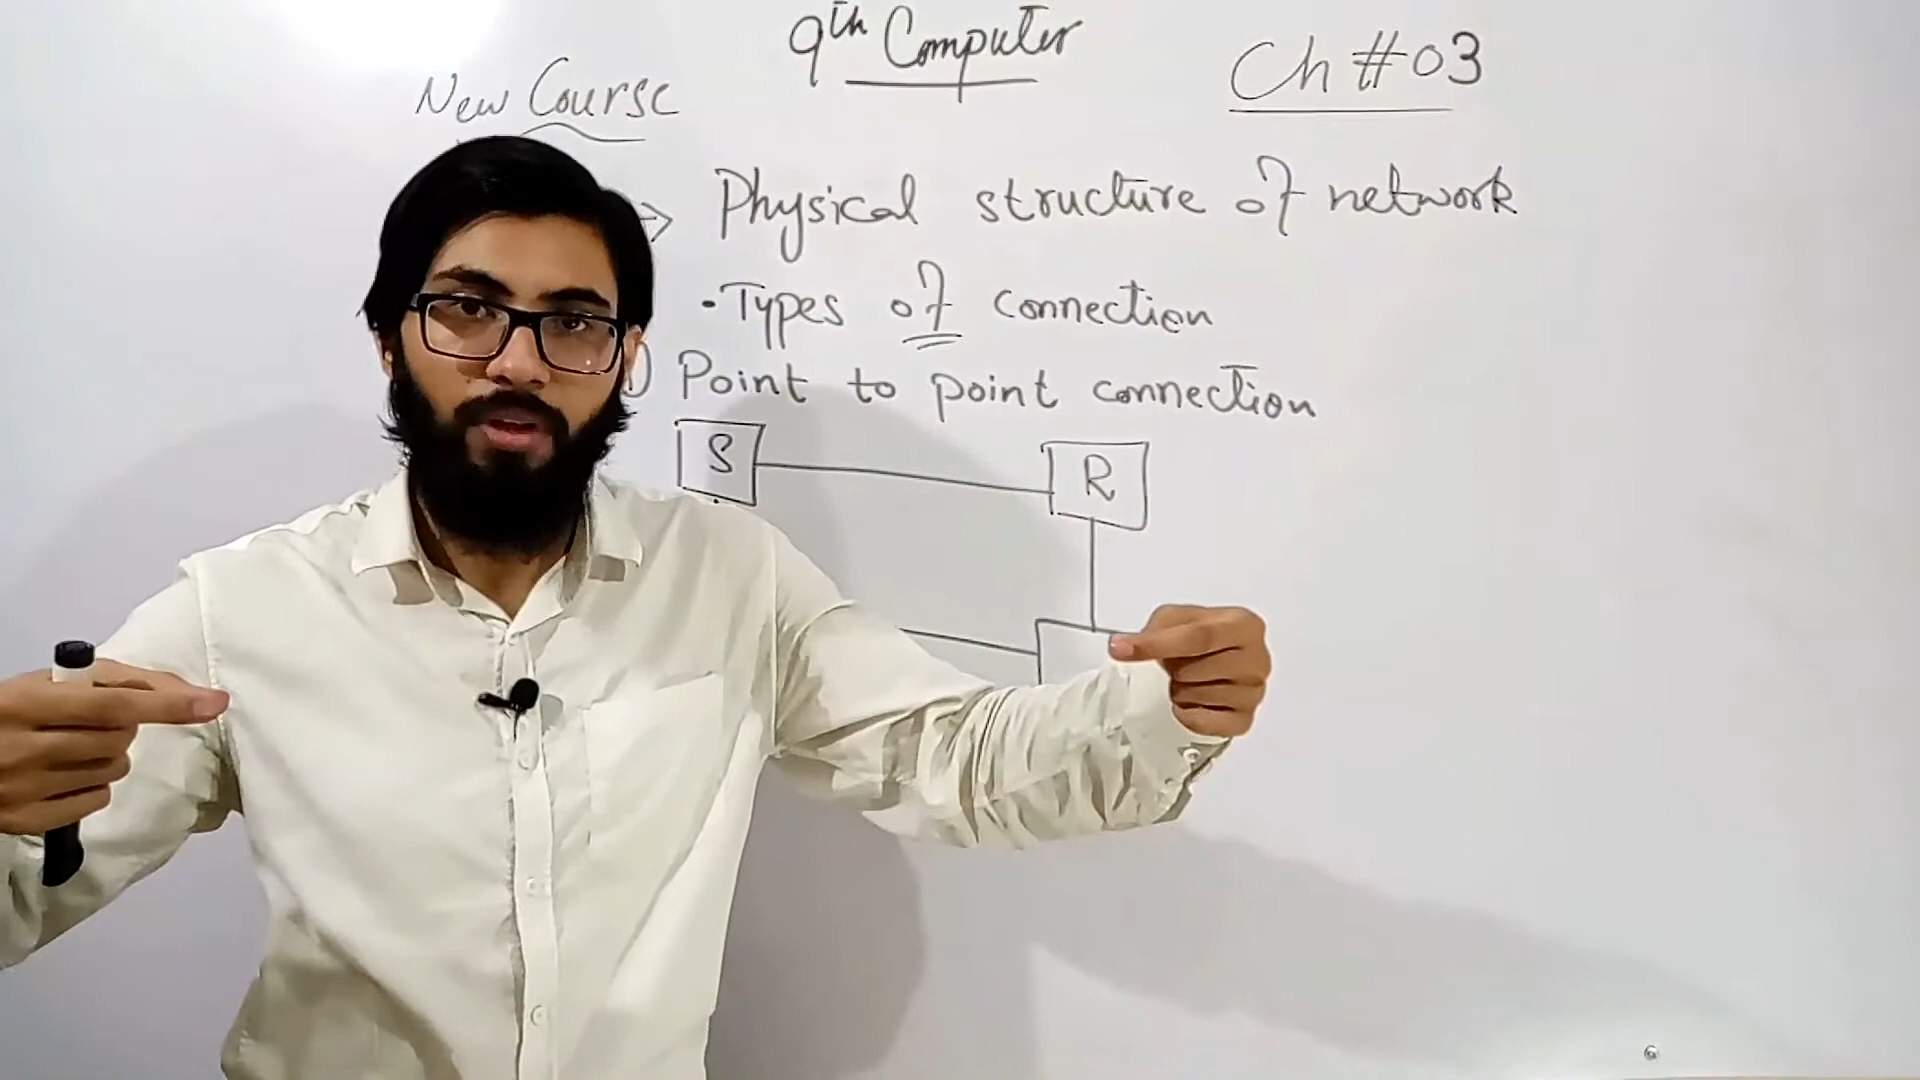 9th Computer
New Course
Ch #03
→ Physical structure of network
• Types of connection
) Point to point connection
S
R